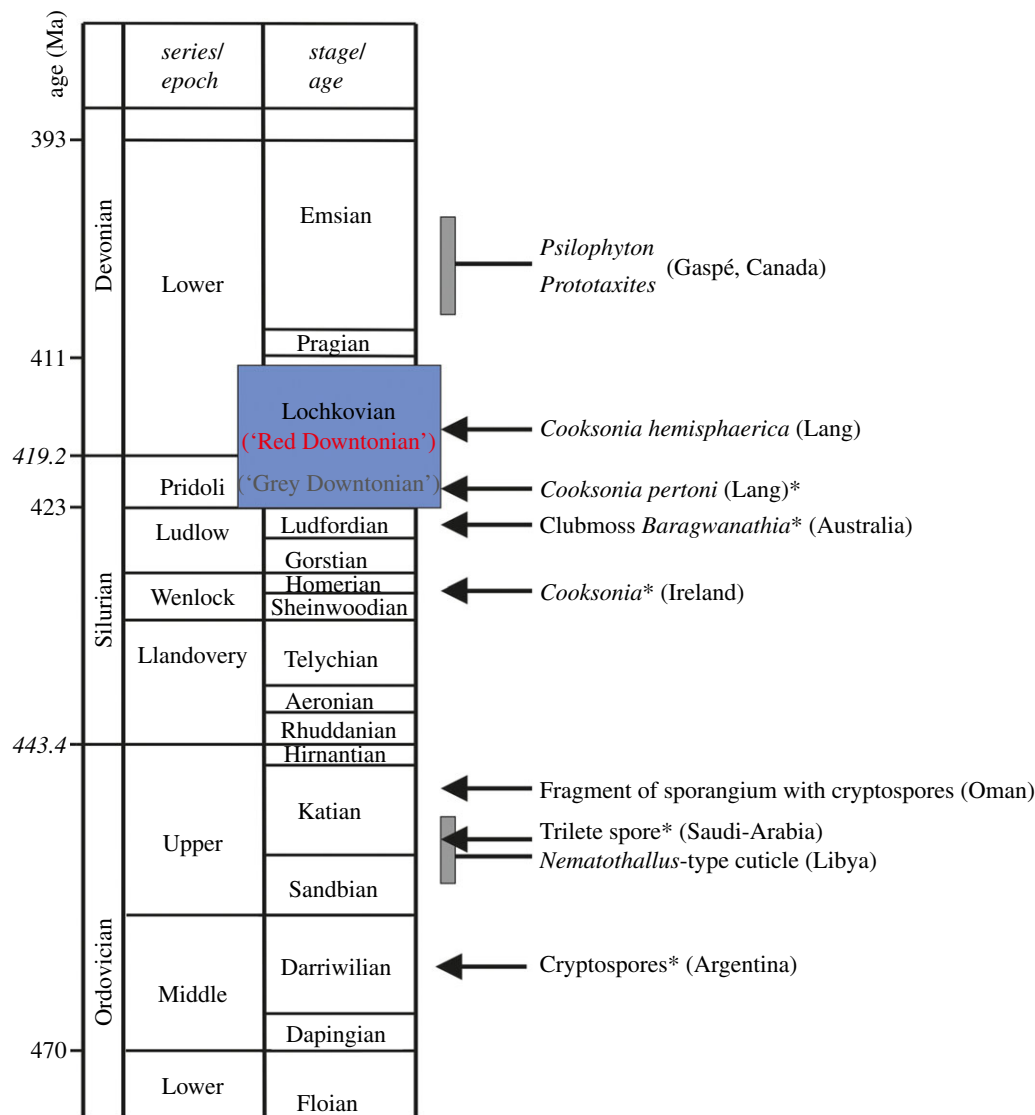 age (Ma)
series/
epoch
stage/
age
393
411
419.2
423
443.4
470
Devonian
Silurian
Ordovician
Lower
Pridoli
Ludlow
Wenlock
Llandovery
Upper
Middle
Lower
Emsian
Pragian
Lochkovian
(‘Red Downtonian’)
(‘Grey Downtonian’)
Ludfordian
Gorstian
Homerian
Sheinwoodian
Telychian
Aeronian
Rhuddanian
Hirnantian
Katian
Sandbian
Darriwilian
Dapingian
Floian
Psilophyton
Prototaxites
(Gaspé, Canada)
Cooksonia hemisphaerica (Lang)
Cooksonia pertoni (Lang)*
Clubmoss Baragwanathia* (Australia)
Cooksonia* (Ireland)
Fragment of sporangium with cryptospores (Oman)
Trilete spore* (Saudi-Arabia)
Nematothallus-type cuticle (Libya)
Cryptospores* (Argentina)